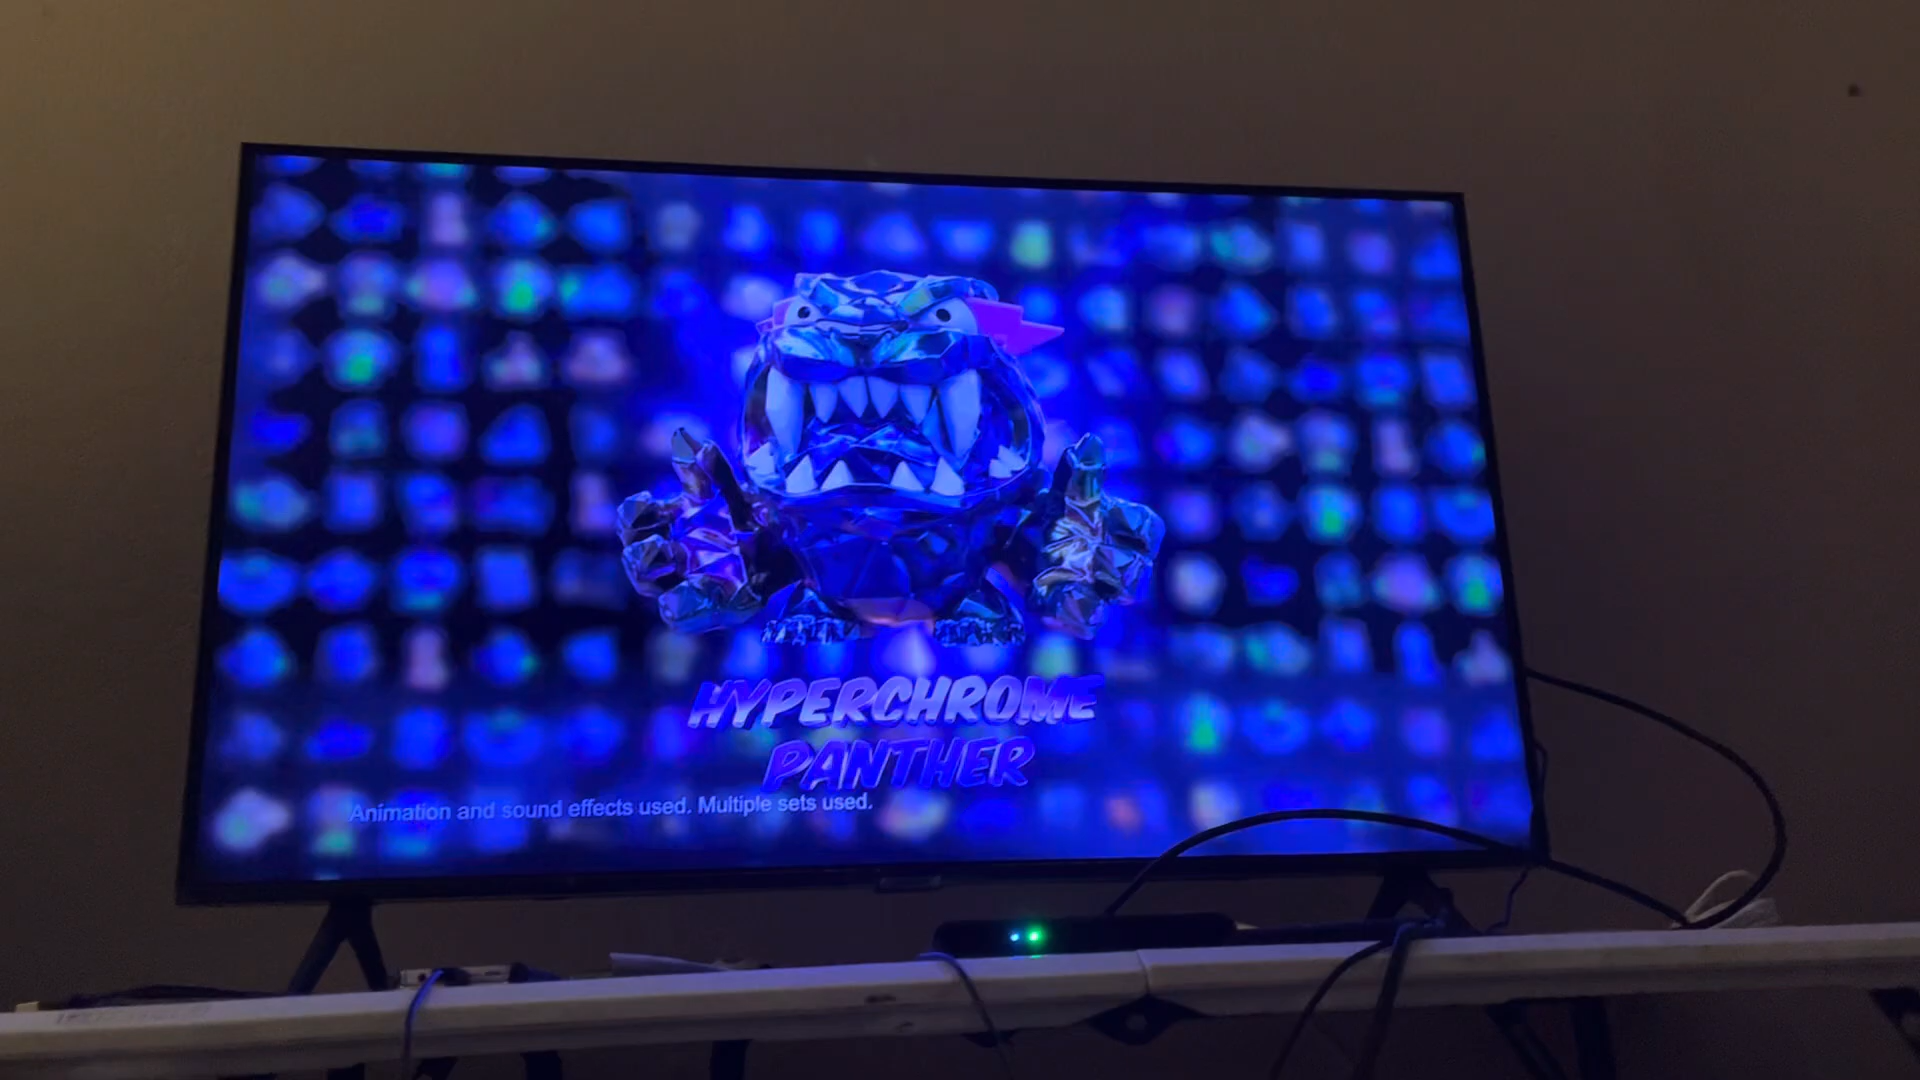 HYPERCHROME
PANTHER
Animation and sound effects used. Multiple sets used.